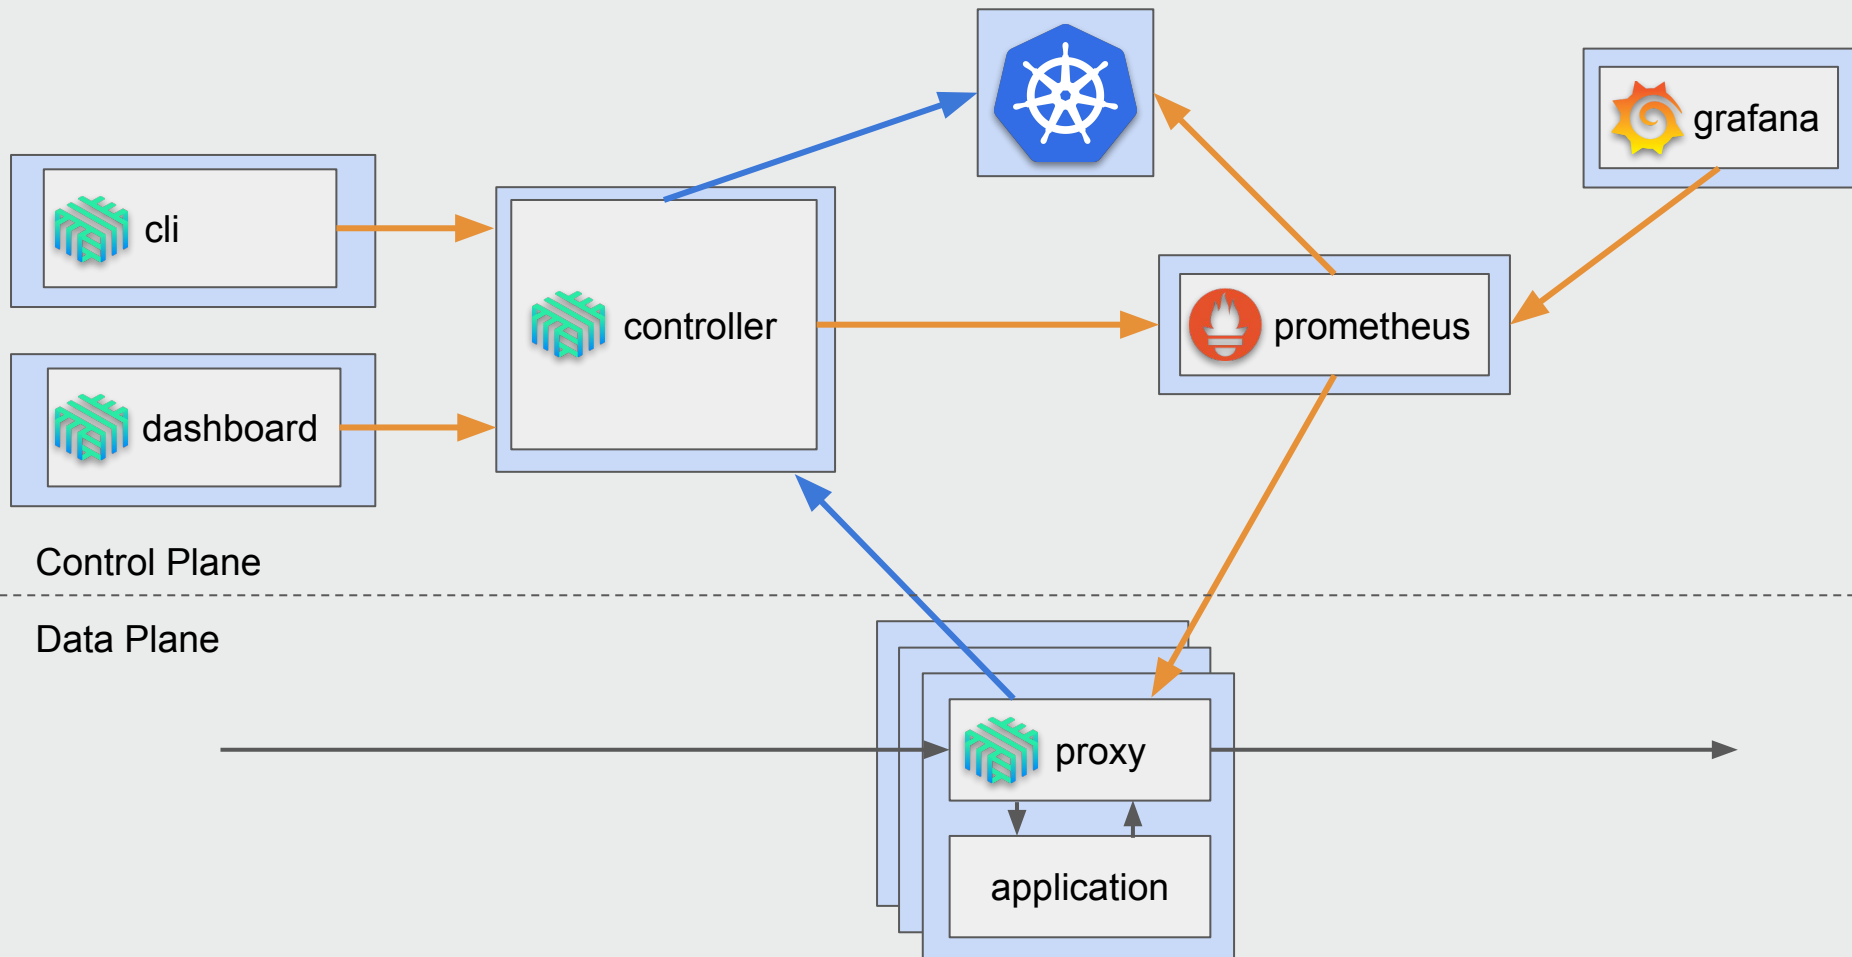 grafana
cli
controller
prometheus
dashboard
Control Plane
Data Plane
proxy
application